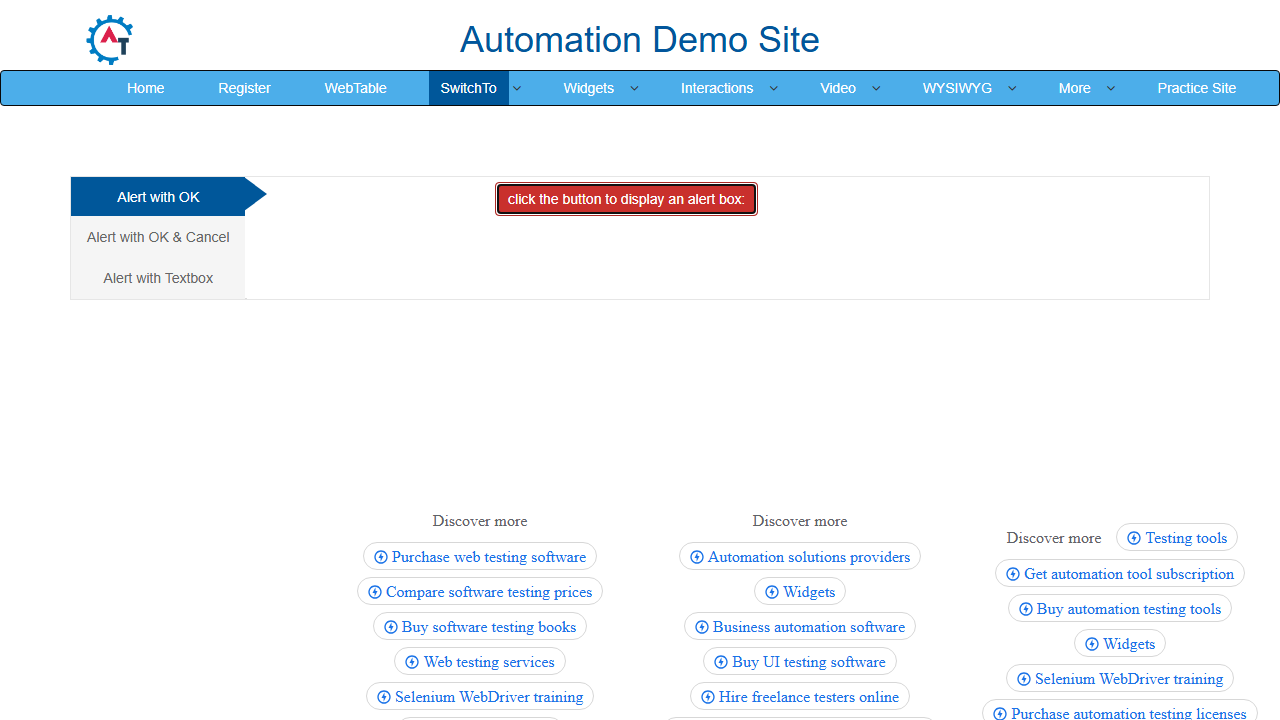 AT
Automation Demo Site
Home Register WebTable SwitchTo Widgets Interactions Video WYSIWYG More Practice Site
Alert with OK
click the button to display an alert box:
Alert with OK & Cancel
Alert with Textbox
Discover more
Purchase web testing software
Compare software testing prices
Buy software testing books
Web testing services
Selenium WebDriver training
Discover more
Automation solutions providers
Widgets
Business automation software
Buy UI testing software
Hire freelance testers online
Discover more Testing tools
Get automation tool subscription
Buy automation testing tools
Widgets
Selenium WebDriver training
Purchase automation testing licenses